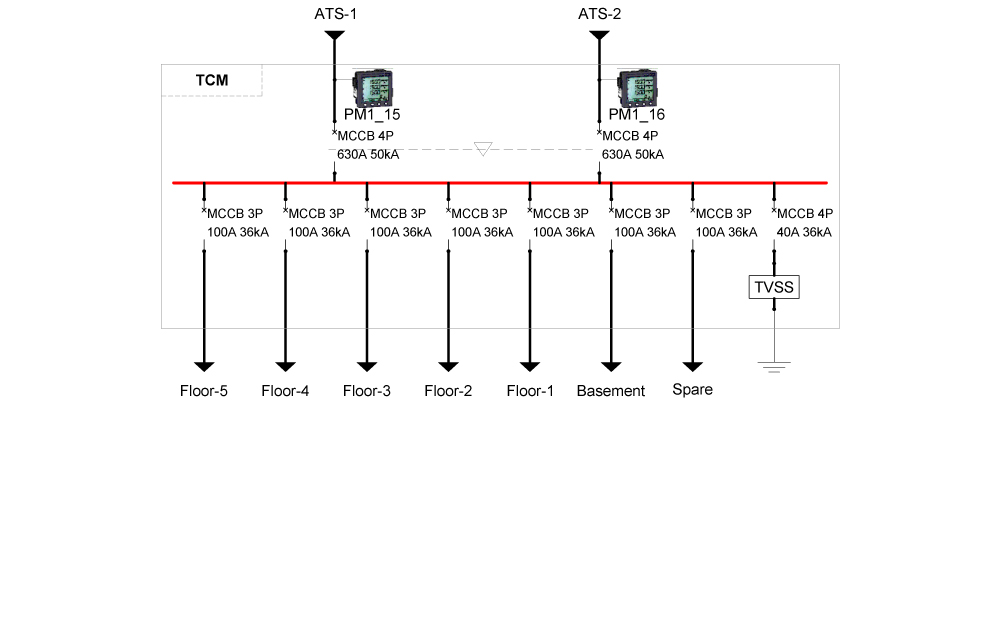 ATS-1
ATS-2
TCM
PM1_15
PM1_16
MCCB 4P
630A 50kA
MCCB 4P
630A 50kA
MCCB 3P
100A 36kA
MCCB 3P
100A 36kA
MCCB 3P
100A 36kA
MCCB 3P
100A 36kA
MCCB 3P
100A 36kA
MCCB 3P
100A 36kA
MCCB 3P
100A 36kA
MCCB 4P
40A 36kA
TVSS
Floor-5
Floor-4
Floor-3
Floor-2
Floor-1
Basement
Spare